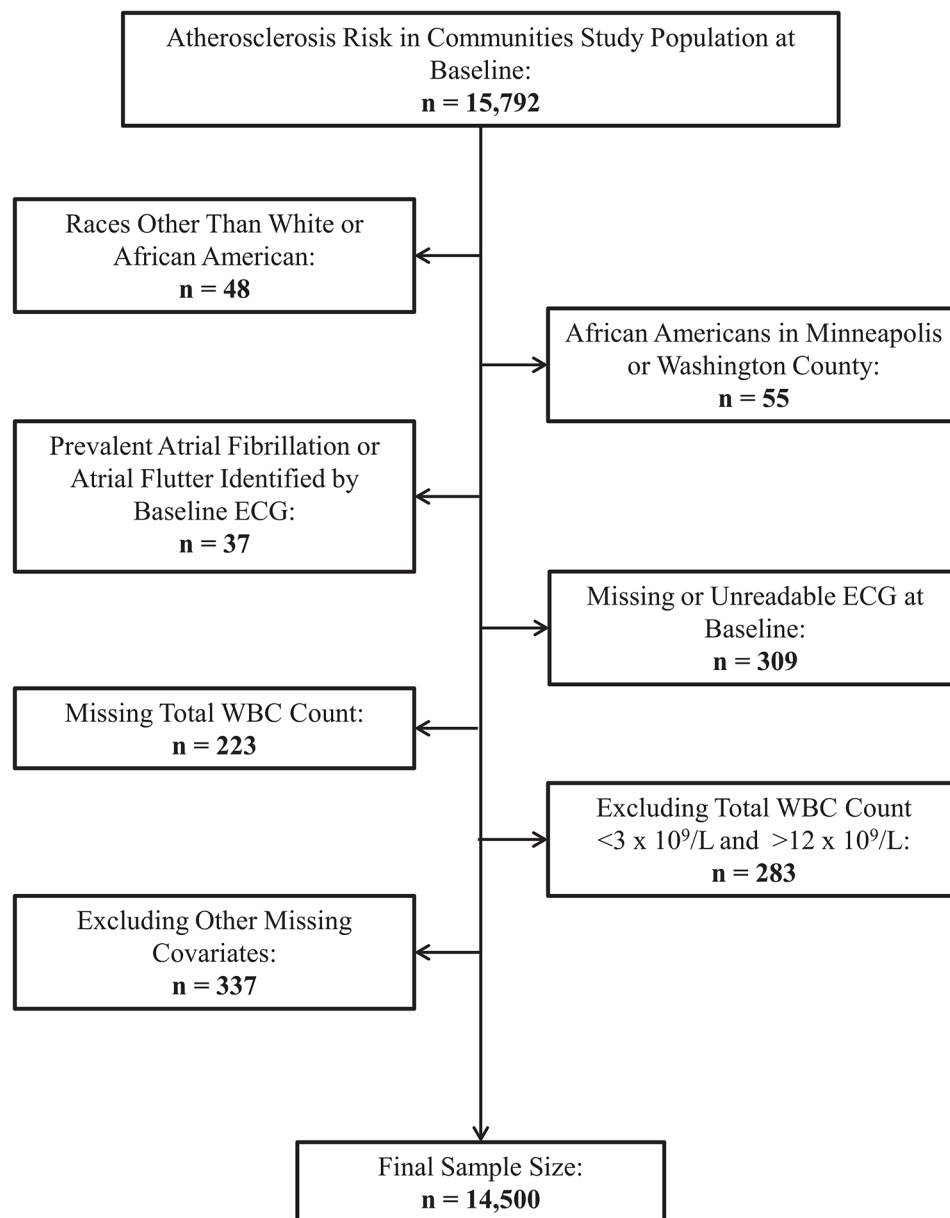 Atherosclerosis Risk in Communities Study Population at
Baseline:
n = 15,792
Races Other Than White or
African American:
n = 48
African Americans in Minneapolis
or Washington County:
n = 55
Prevalent Atrial Fibrillation or
Atrial Flutter Identified by
Baseline ECG:
n = 37
Missing or Unreadable ECG at
Baseline:
n = 309
Missing Total WBC Count:
n = 223
Excluding Total WBC Count
<3 x 10⁹/L and >12 x 10⁹/L:
n = 283
Excluding Other Missing
Covariates:
n = 337
Final Sample Size:
n = 14,500